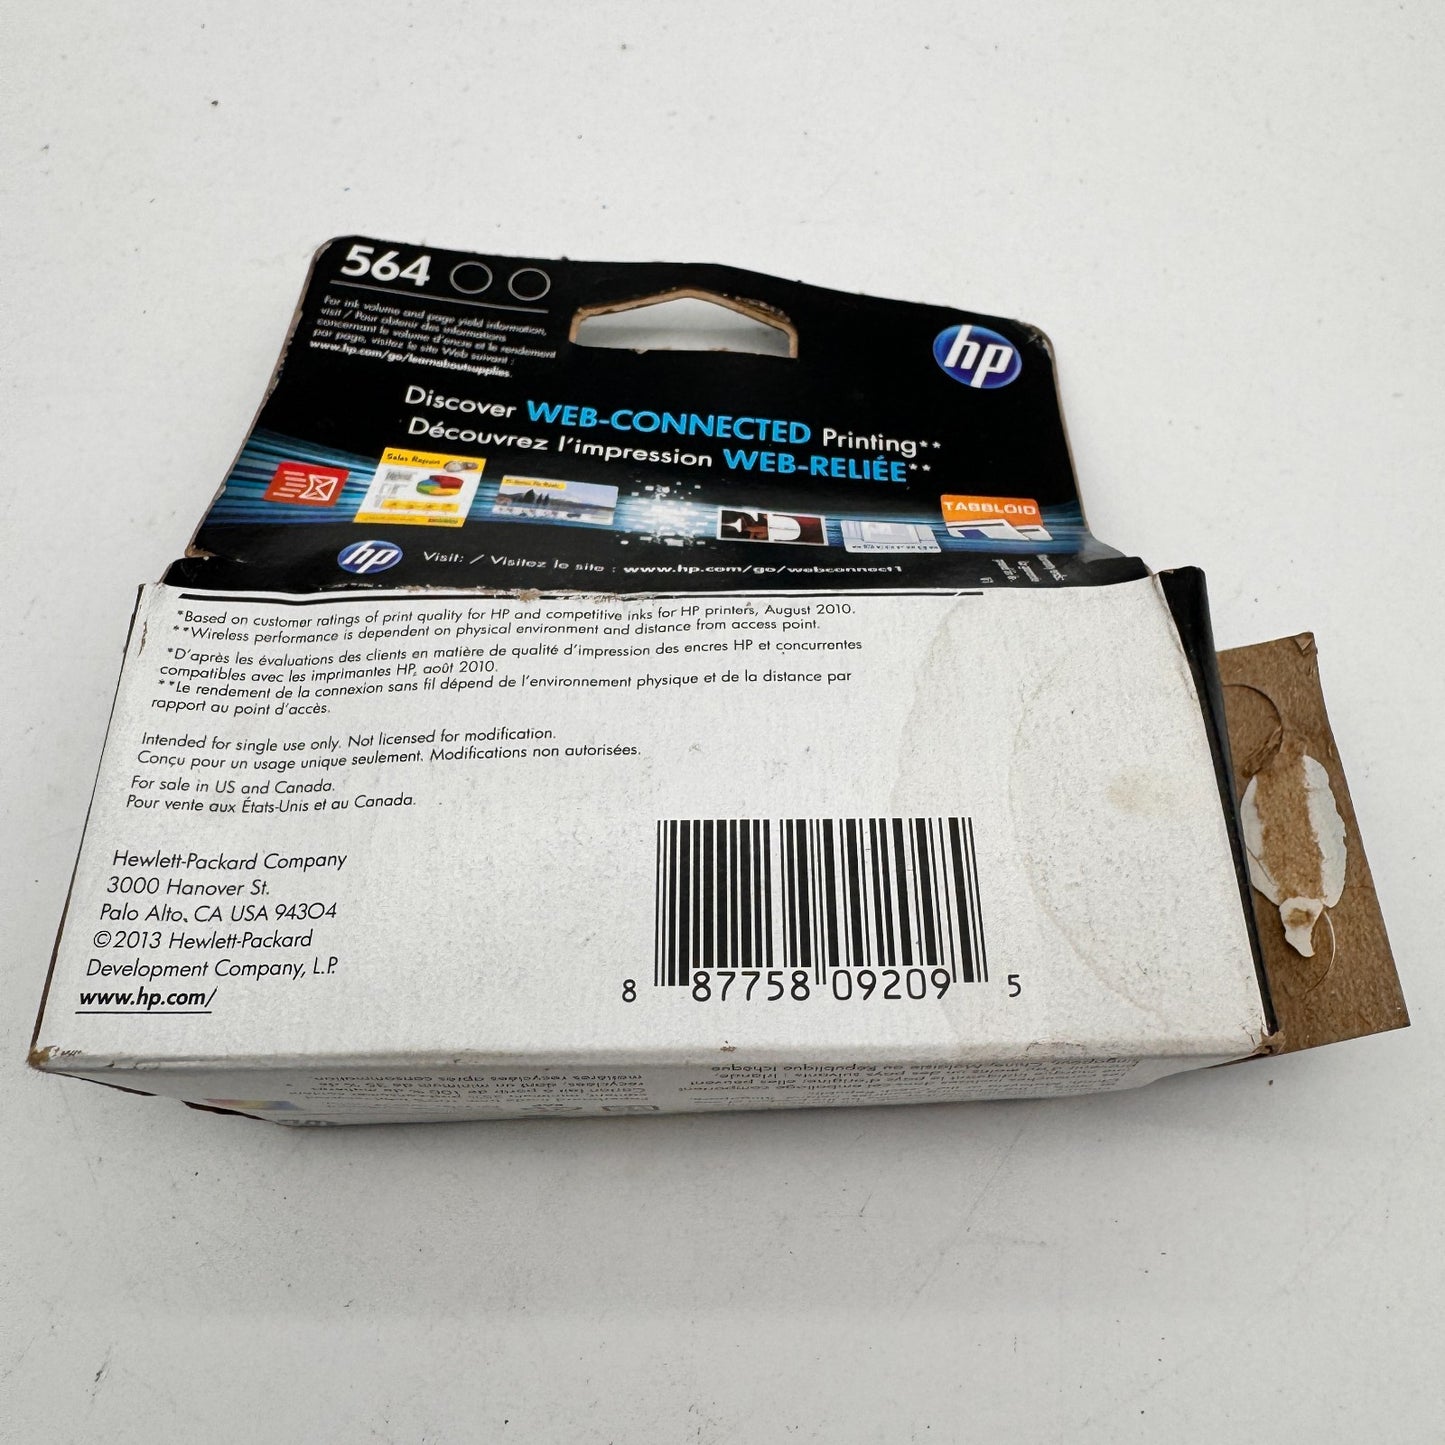 564
For ink volume and page yield information,
visit / Pour obtenir des informations
concernant le volume d'encre et le rendement
par page, visitez le site Web suivant :
www.hp.com/go/learnaboutsupplies.
hp
Discover WEB-CONNECTED Printing**
Découvrez l'impression WEB-RELIÉE**
Sales Report
TABBLOID
hp Visit: / Visitez le site : www.hp.com/go/webconnect1
*Based on customer ratings of print quality for HP and competitive inks for HP printers, August 2010.
**Wireless performance is dependent on physical environment and distance from access point.
*D'après les évaluations des clients en matière de qualité d'impression des encres HP et concurrentes
compatibles avec les imprimantes HP, août 2010.
**Le rendement de la connexion sans fil dépend de l'environnement physique et de la distance par
rapport au point d'accès.
Intended for single use only. Not licensed for modification.
Conçu pour un usage unique seulement. Modifications non autorisées.
For sale in US and Canada.
Pour vente aux États-Unis et au Canada.
Hewlett-Packard Company
3000 Hanover St.
Palo Alto, CA USA 94304
©2013 Hewlett-Packard
Development Company, L.P.
www.hp.com/
8 87758 09209 5